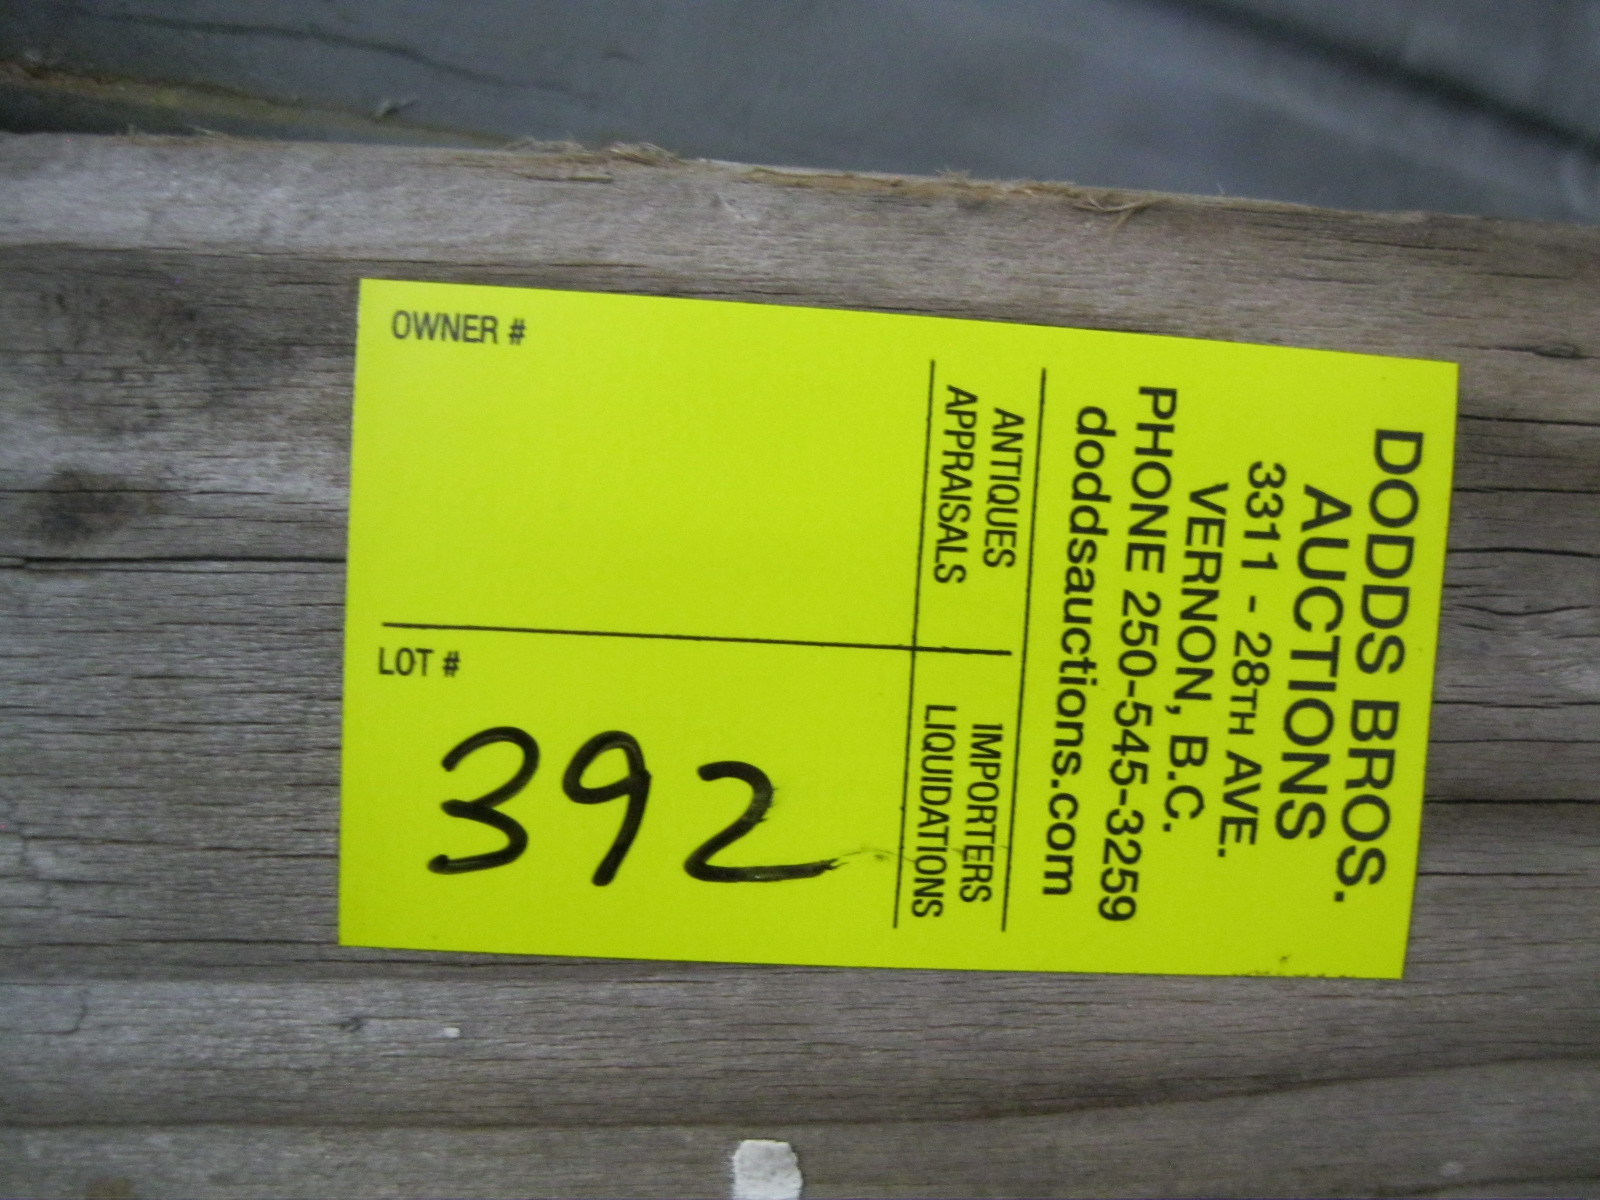 DODDS BROS.
AUCTIONS
3311 - 28TH AVE.
VERNON, B.C.
PHONE 250-545-3259
doddsauctions.com
ANTIQUES
APPRAISALS
IMPORTERS
LIQUIDATIONS
OWNER #
LOT #
392